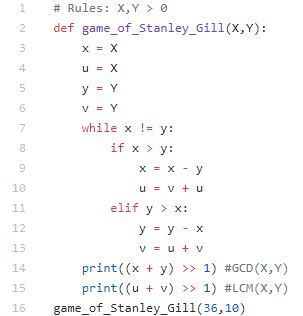 1 # Rules: X,Y > 0
2 def game_of_Stanley_Gill(X,Y):
3     x = X
4     u = X
5     y = Y
6     v = Y
7     while x != y:
8         if x > y:
9             x = x - y
10             u = v + u
11         elif y > x:
12             y = y - x
13             v = u + v
14     print((x + y) >> 1) #GCD(X,Y)
15     print((u + v) >> 1) #LCM(X,Y)
16 game_of_Stanley_Gill(36,10)